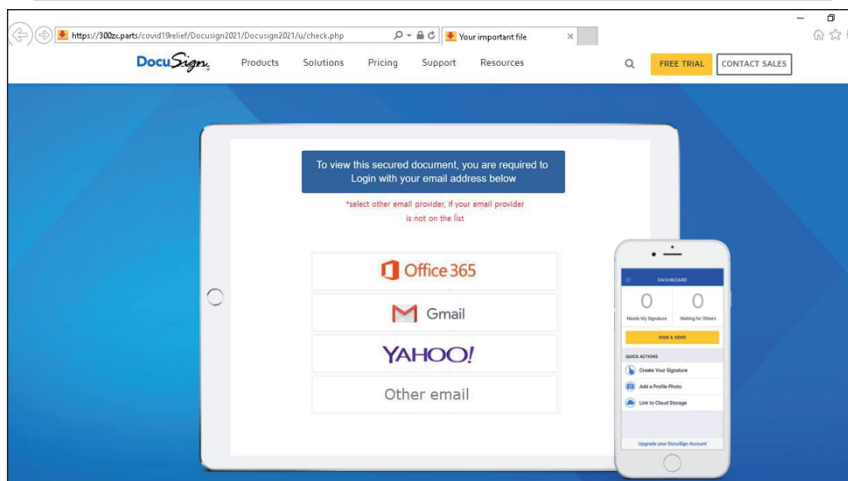 https://300zx.parts/covid19relief/Docusign2021/Docusign2021/u/check.php
Your important file
DocuSign
Products
Solutions
Pricing
Support
Resources
FREE TRIAL
CONTACT SALES
To view this secured document, you are required to
Login with your email address below
*select other email provider, if your email provider
is not on the list
Office 365
Gmail
YAHOO!
Other email
DASHBOARD
0
0
Needs My Signature
Waiting for Others
SIGN & SEND
QUICK ACTIONS
Create Your Signature
Add a Profile Photo
Link to Cloud Storage
Upgrade your DocuSign Account